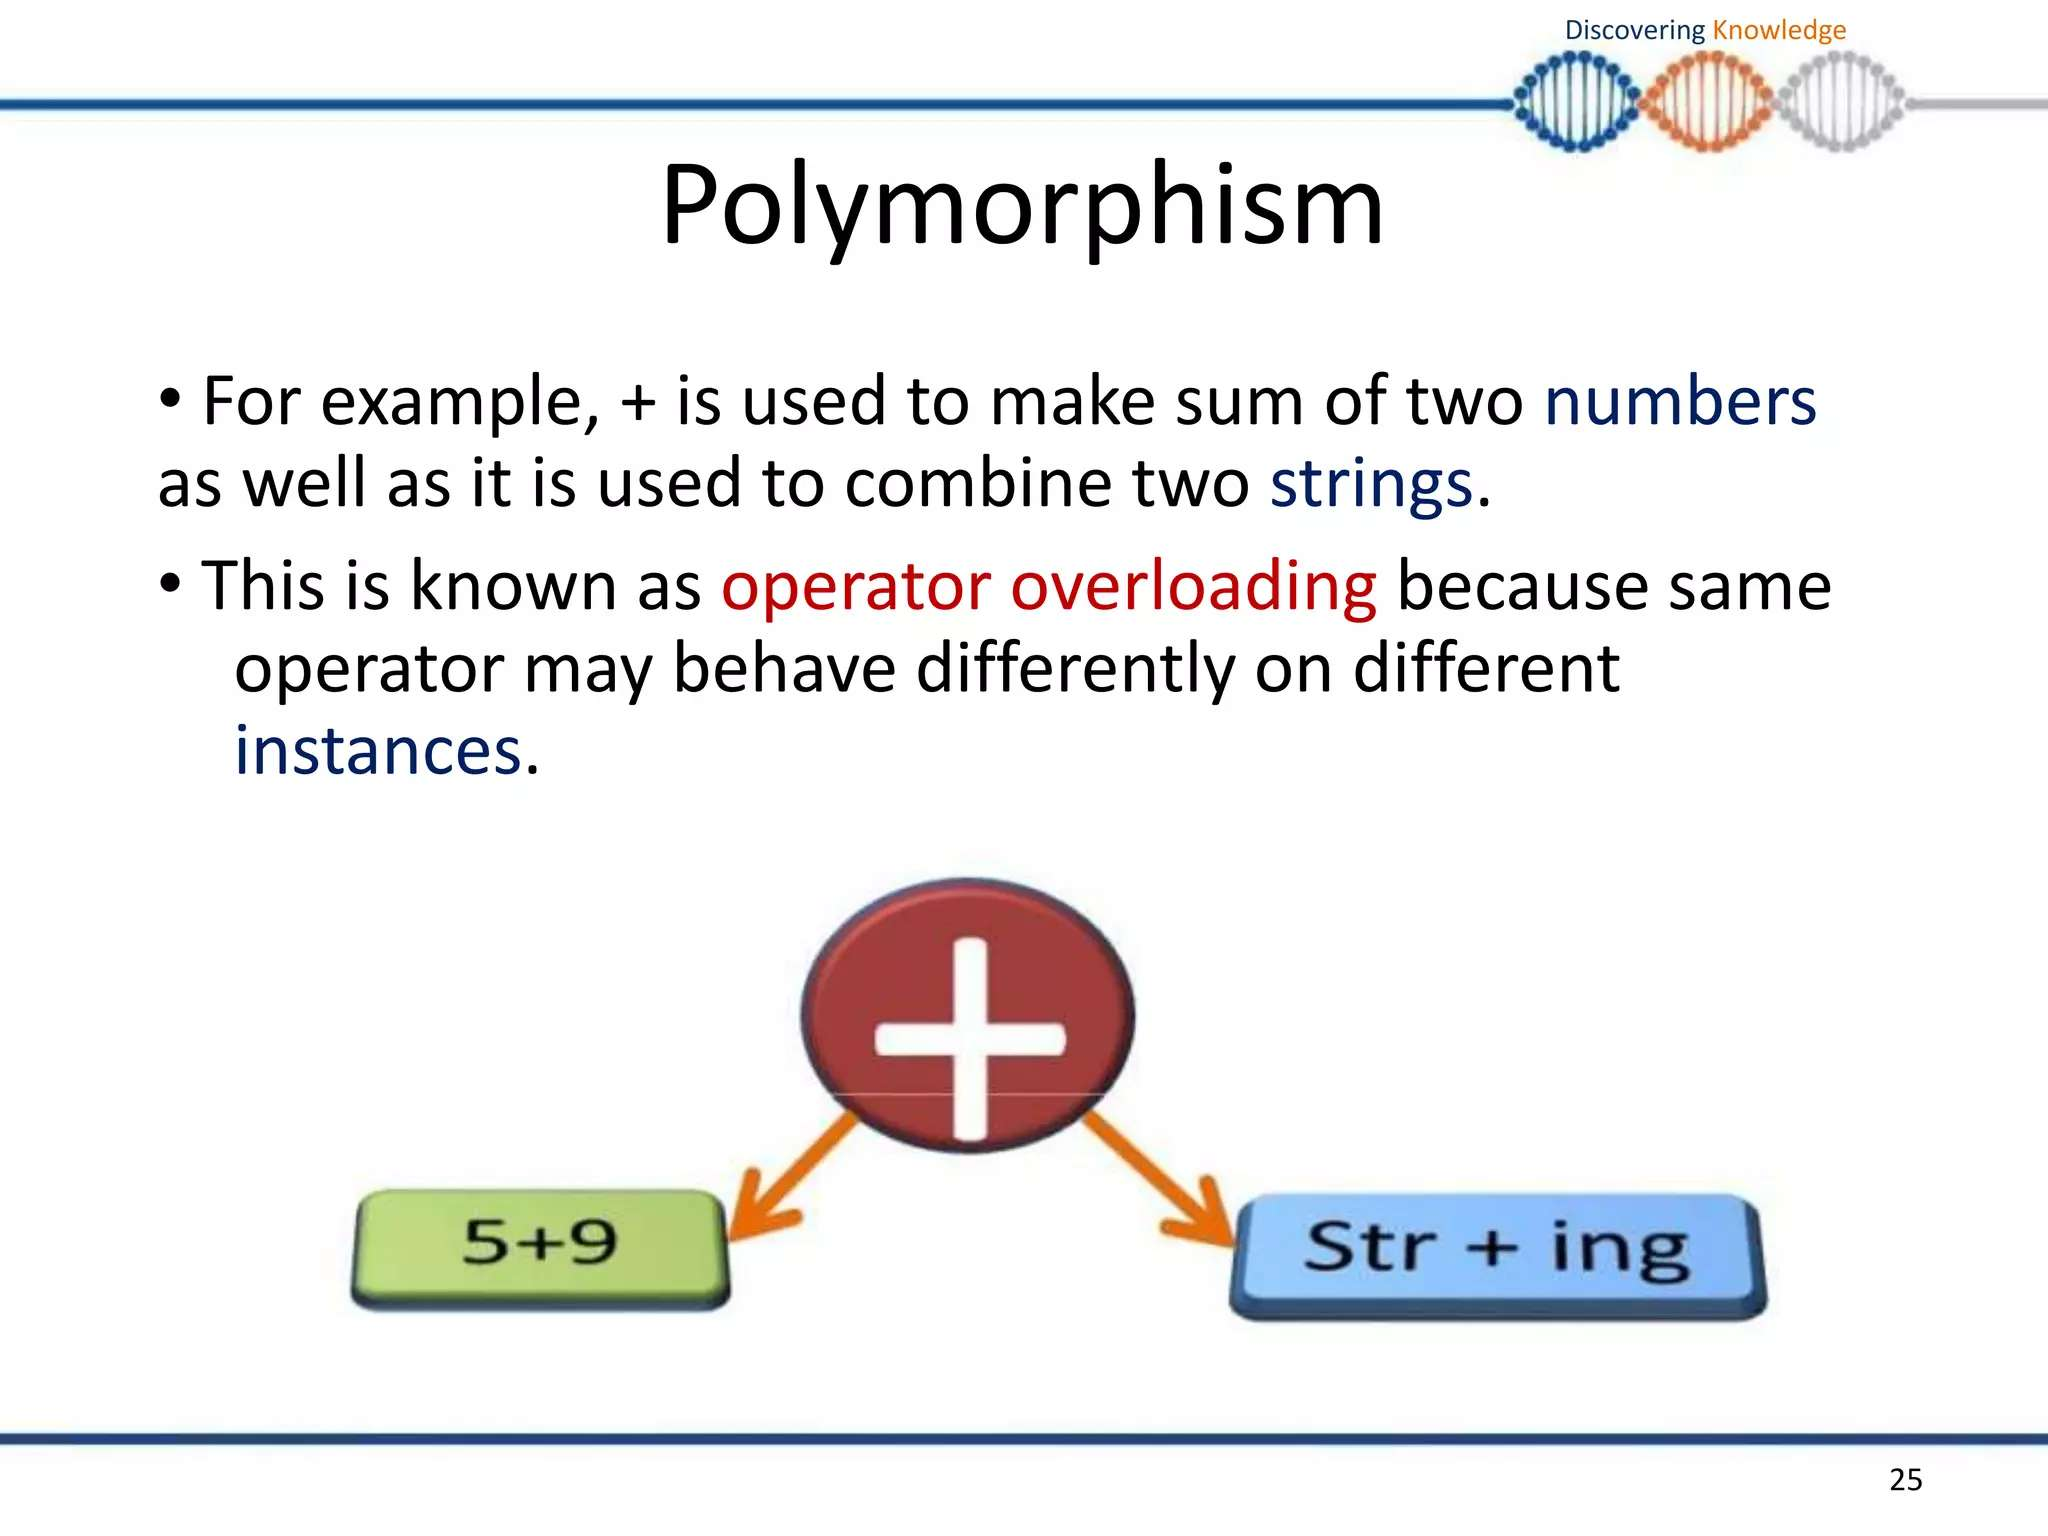 Discovering Knowledge
Polymorphism
• For example, + is used to make sum of two numbers
as well as it is used to combine two strings.
• This is known as operator overloading because same
operator may behave differently on different
instances.
+
5+9
Str + ing
25